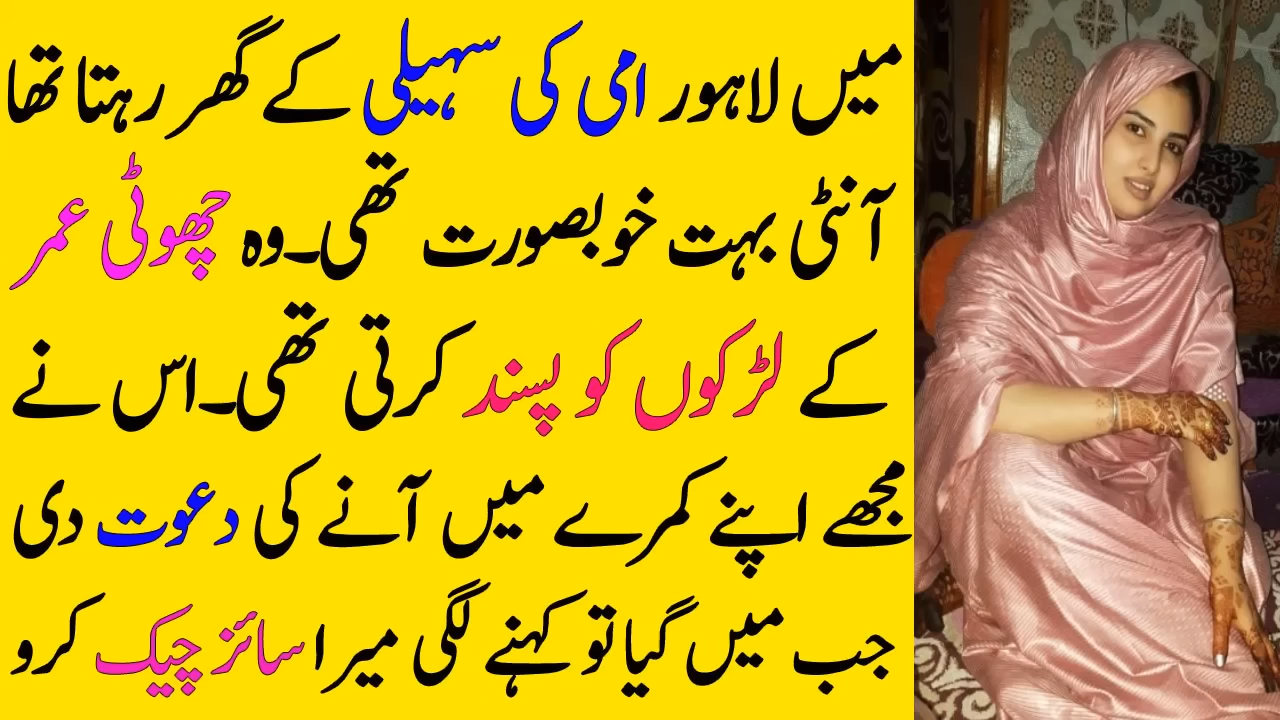 میں لاہور امی کی سہیلی کے گھر رہتا تھا
آنٹی بہت خوبصورت تھی۔وہ چھوٹی عمر
کے لڑکوں کو پسند کرتی تھی۔اس نے
مجھے اپنے کمرے میں آنے کی دعوت دی
جب میں گیا تو کہنے لگی میرا سائز چیک کرو